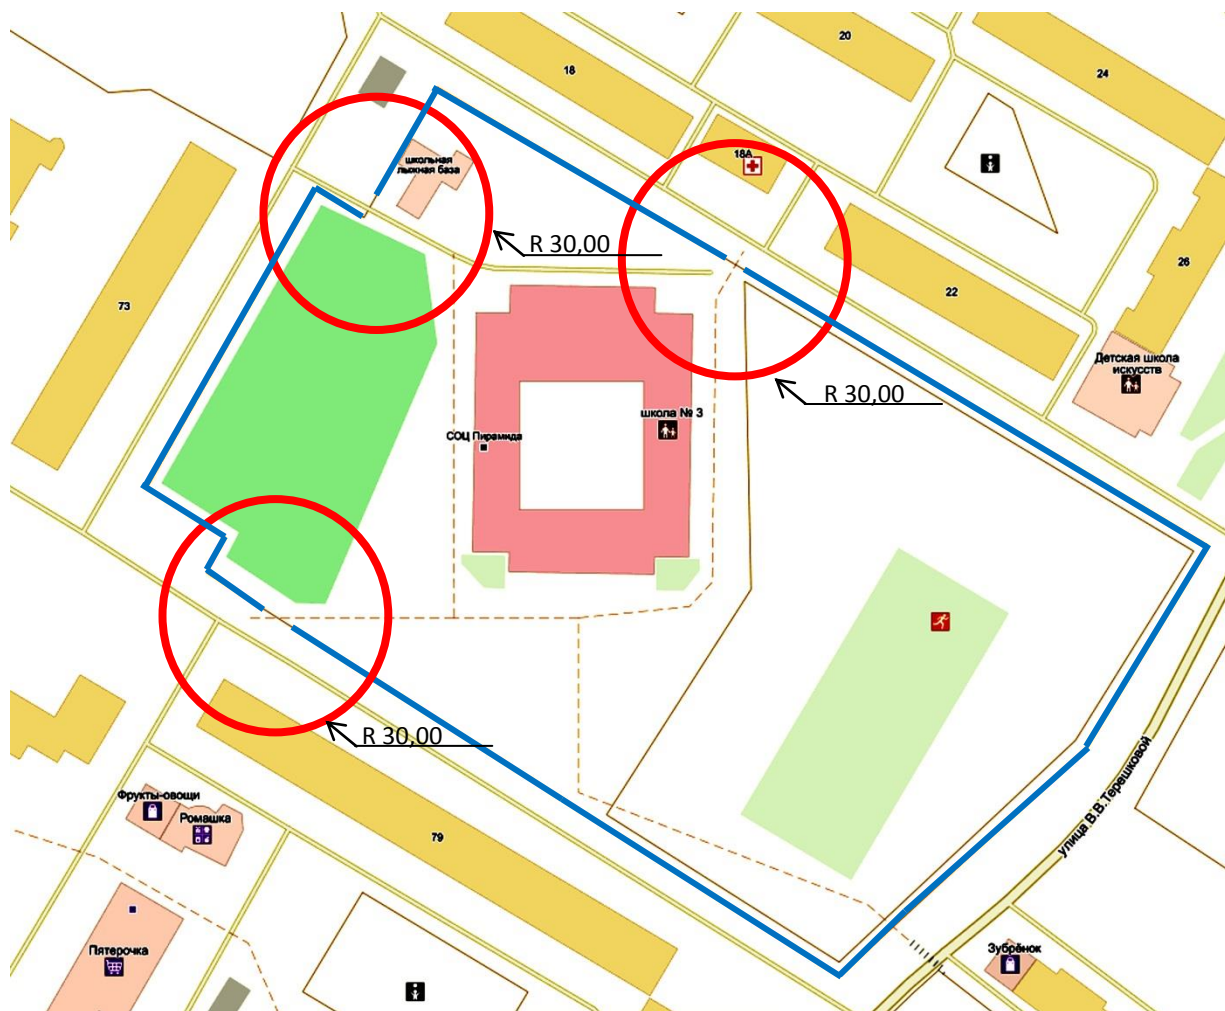 20
18
24
18А
школьная
лыжная база
R 30,00
26
22
73
Детская школа
искусств
R 30,00
школа № 3
СОЦ Пирамида
R 30,00
улица В.В.Терешковой
Фрукты-овощи
Ромашка
79
Пятерочка
Зубрёнок